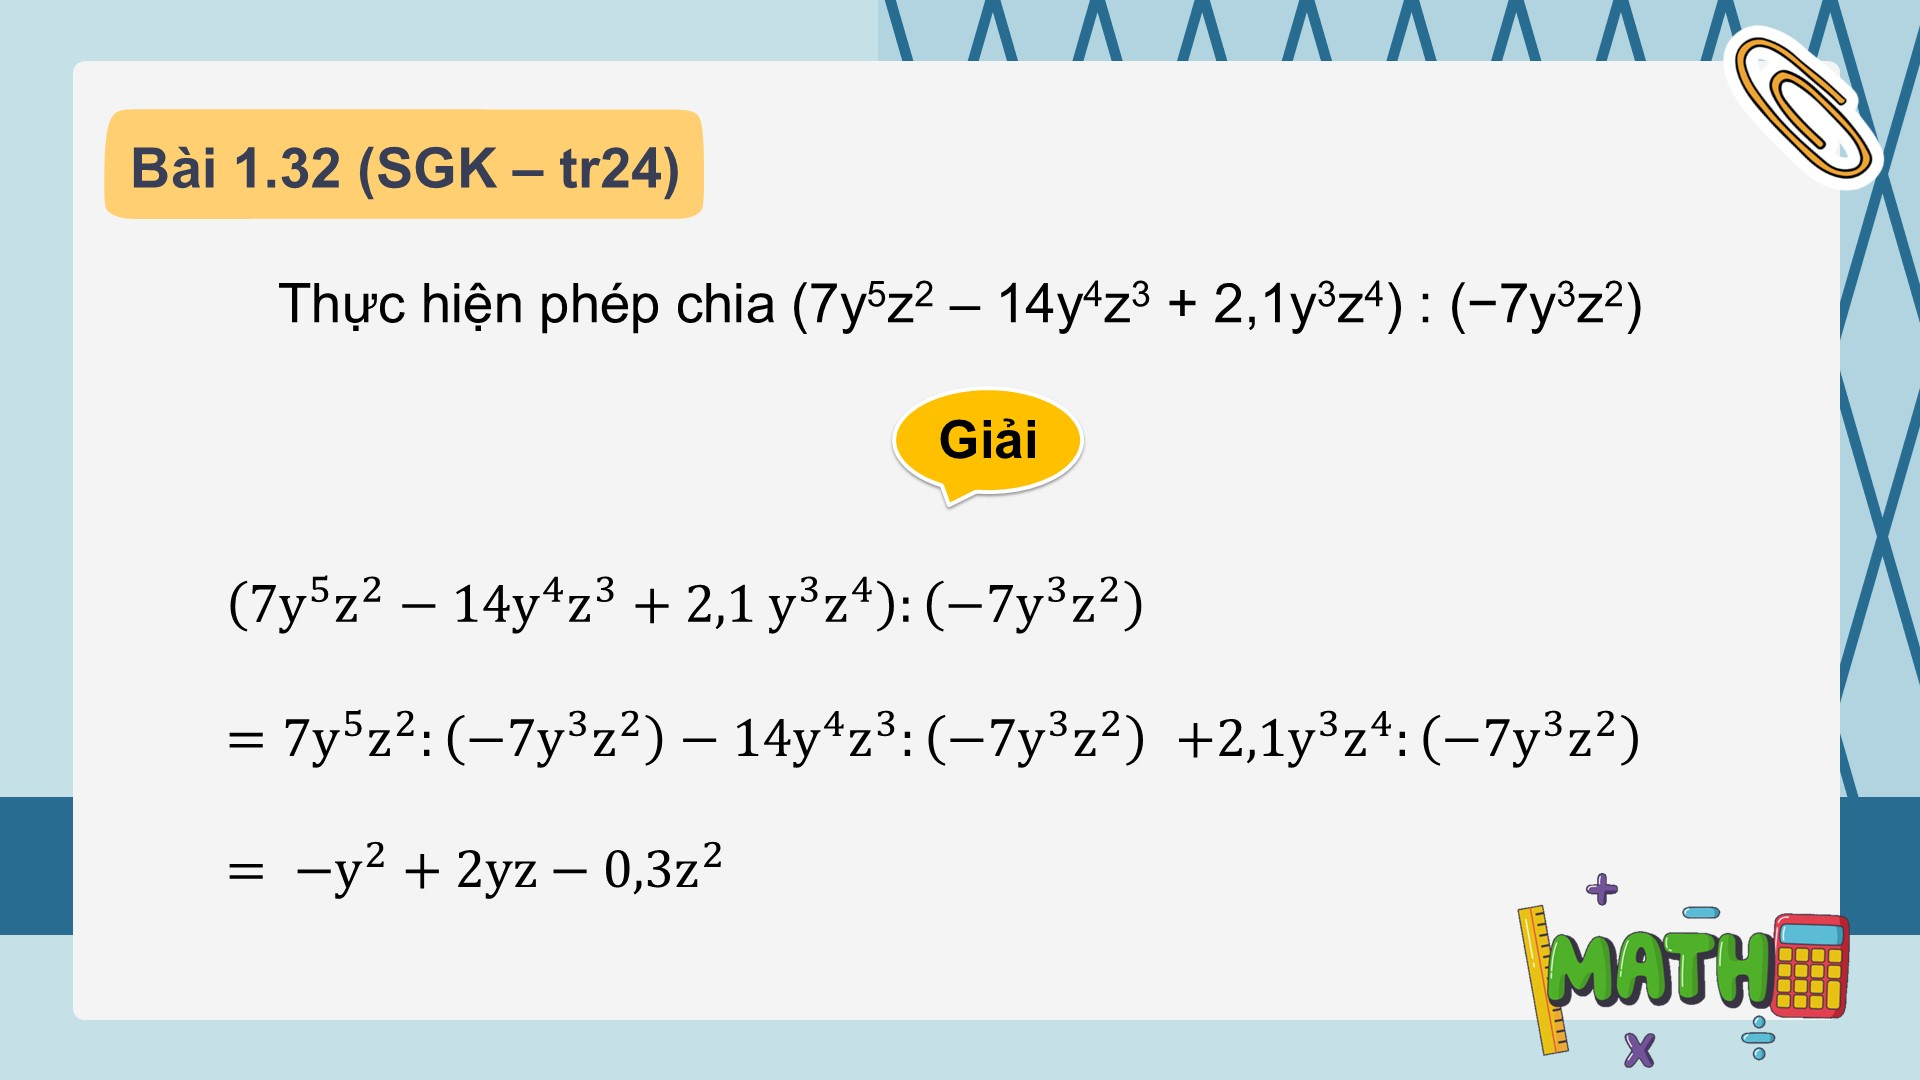 Bài 1.32 (SGK – tr24)
Thực hiện phép chia (7y⁵z² – 14y⁴z³ + 2,1y³z⁴) : (−7y³z²)
Giải
(7y⁵z² − 14y⁴z³ + 2,1 y³z⁴): (−7y³z²)
= 7y⁵z²: (−7y³z²) − 14y⁴z³: (−7y³z²) +2,1y³z⁴: (−7y³z²)
= −y² + 2yz − 0,3z²
MATH